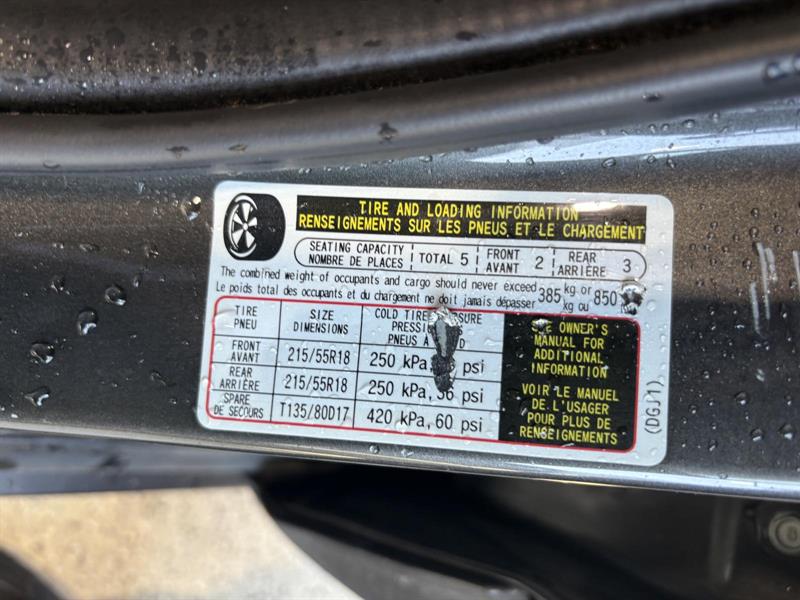 TIRE AND LOADING INFORMATION
RENSEIGNEMENTS SUR LES PNEUS ET LE CHARGEMENT
SEATING CAPACITY
NOMBRE DE PLACES
TOTAL 5
FRONT
AVANT 2
REAR
ARRIÈRE 3
The combined weight of occupants and cargo should never exceed 385 kg or 850
Le poids total des occupants et du chargement ne doit jamais dépasser kg ou
TIRE
PNEU
SIZE
DIMENSIONS
COLD TIRE
PNEUS À
FRONT
AVANT
215/55R18
250 kPa, psi
REAR
ARRIÈRE
215/55R18
250 kPa, 36 psi
SPARE
DE SECOURS
T135/80D17
420 kPa, 60 psi
SEE OWNER'S
MANUAL FOR
ADDITIONAL
INFORMATION
VOIR LE MANUEL
DE L'USAGER
POUR PLUS DE
RENSEIGNEMENTS